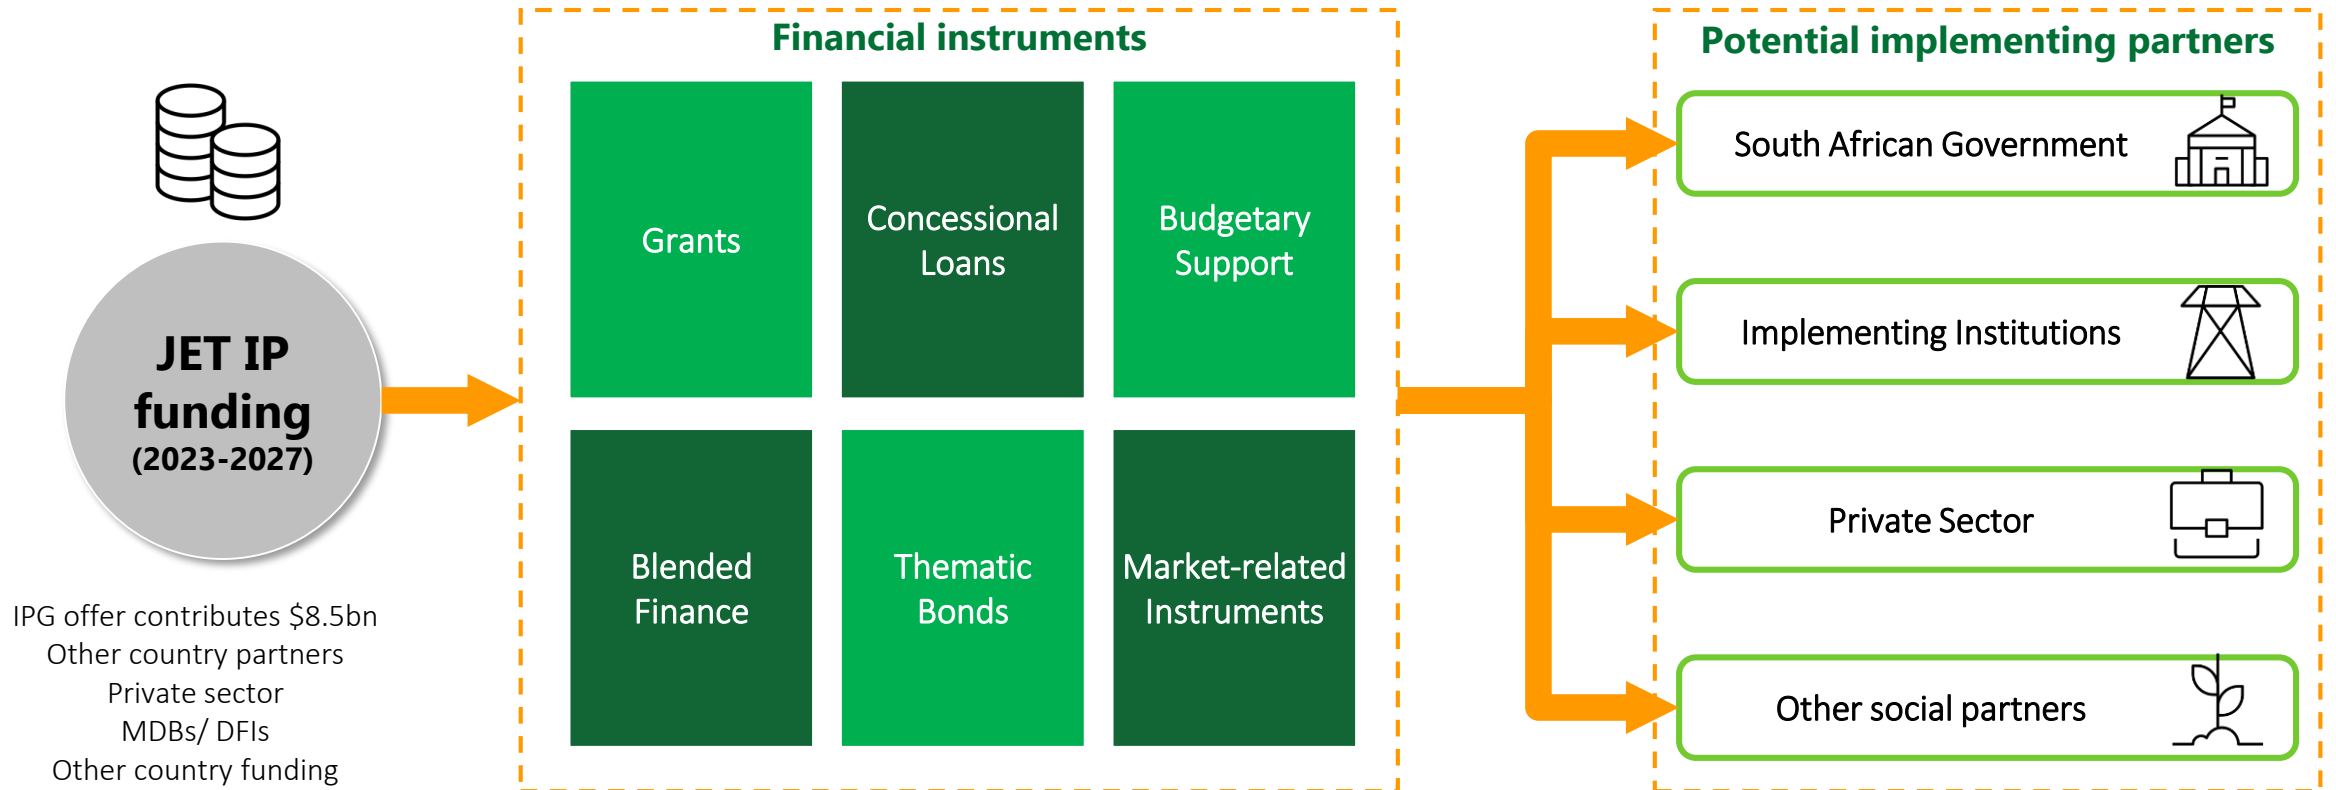 JET IP
funding
(2023-2027)
IPG offer contributes $8.5bn
Other country partners
Private sector
MDBs/ DFIs
Other country funding
Financial instruments
Grants
Concessional
Loans
Budgetary
Support
Blended
Finance
Thematic
Bonds
Market-related
Instruments
Potential implementing partners
South African Government
Implementing Institutions
Private Sector
Other social partners